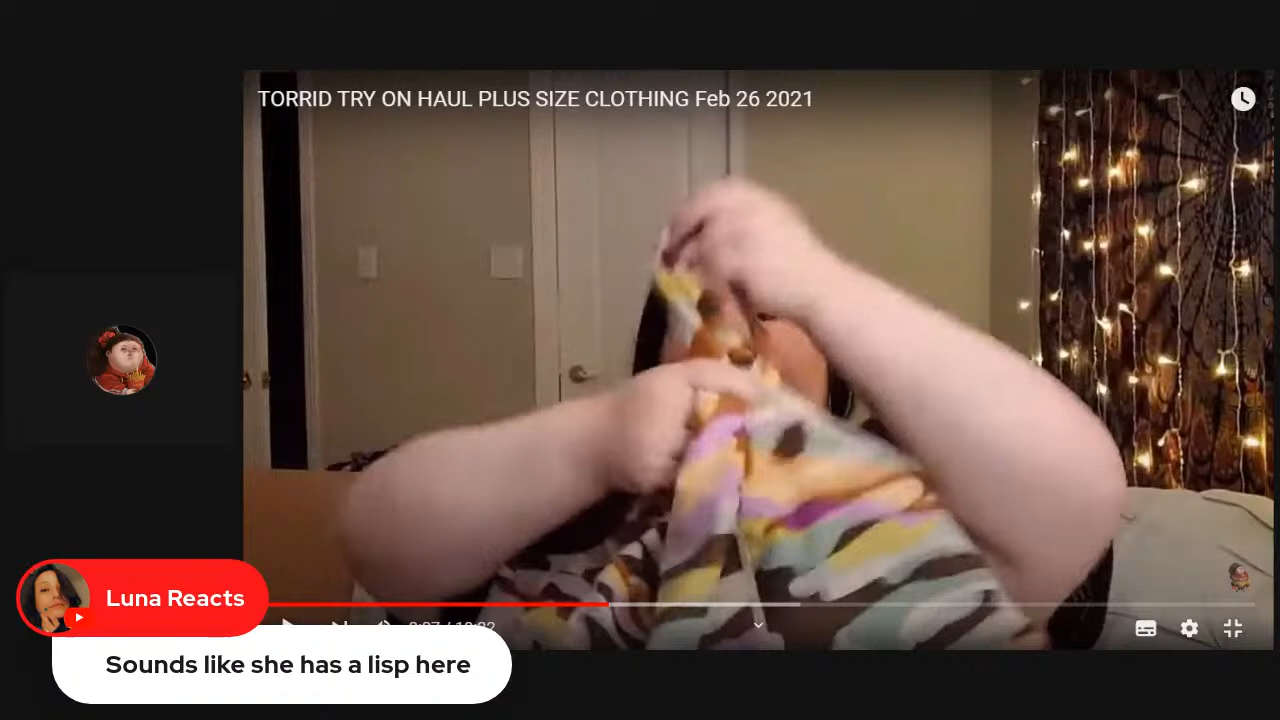 TORRID TRY ON HAUL PLUS SIZE CLOTHING Feb 26 2021
Luna Reacts
Sounds like she has a lisp here